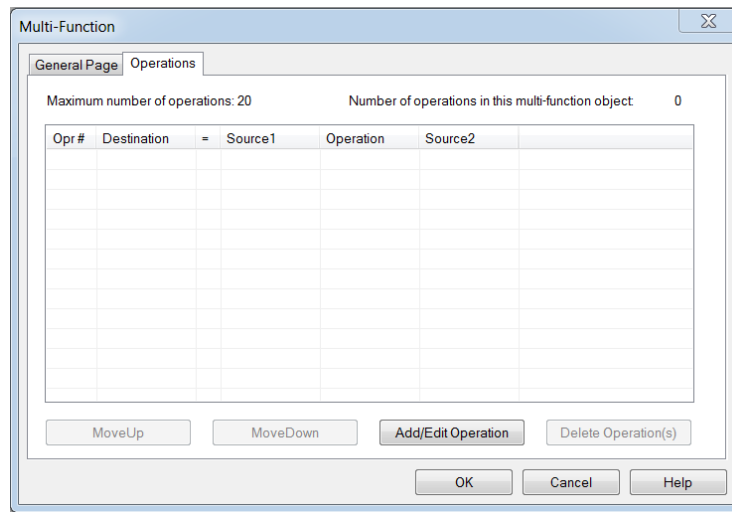 Multi-Function
General Page Operations
Maximum number of operations: 20 Number of operations in this multi-function object: 0
Opr # Destination = Source1 Operation Source2
MoveUp MoveDown Add/Edit Operation Delete Operation(s)
OK Cancel Help